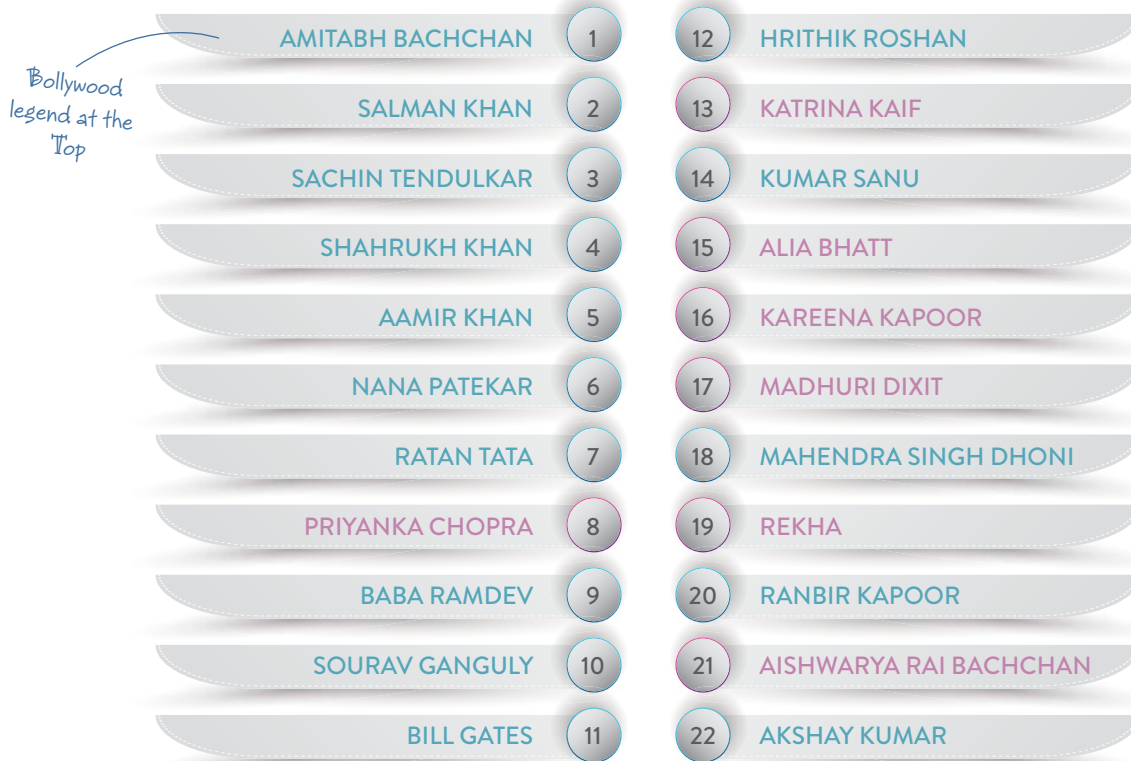 Bollywood
legend at the
Top
AMITABH BACHCHAN 1
SALMAN KHAN 2
SACHIN TENDULKAR 3
SHAHRUKH KHAN 4
AAMIR KHAN 5
NANA PATEKAR 6
RATAN TATA 7
PRIYANKA CHOPRA 8
BABA RAMDEV 9
SOURAV GANGULY 10
BILL GATES 11
12 HRITHIK ROSHAN
13 KATRINA KAIF
14 KUMAR SANU
15 ALIA BHATT
16 KAREENA KAPOOR
17 MADHURI DIXIT
18 MAHENDRA SINGH DHONI
19 REKHA
20 RANBIR KAPOOR
21 AISHWARYA RAI BACHCHAN
22 AKSHAY KUMAR